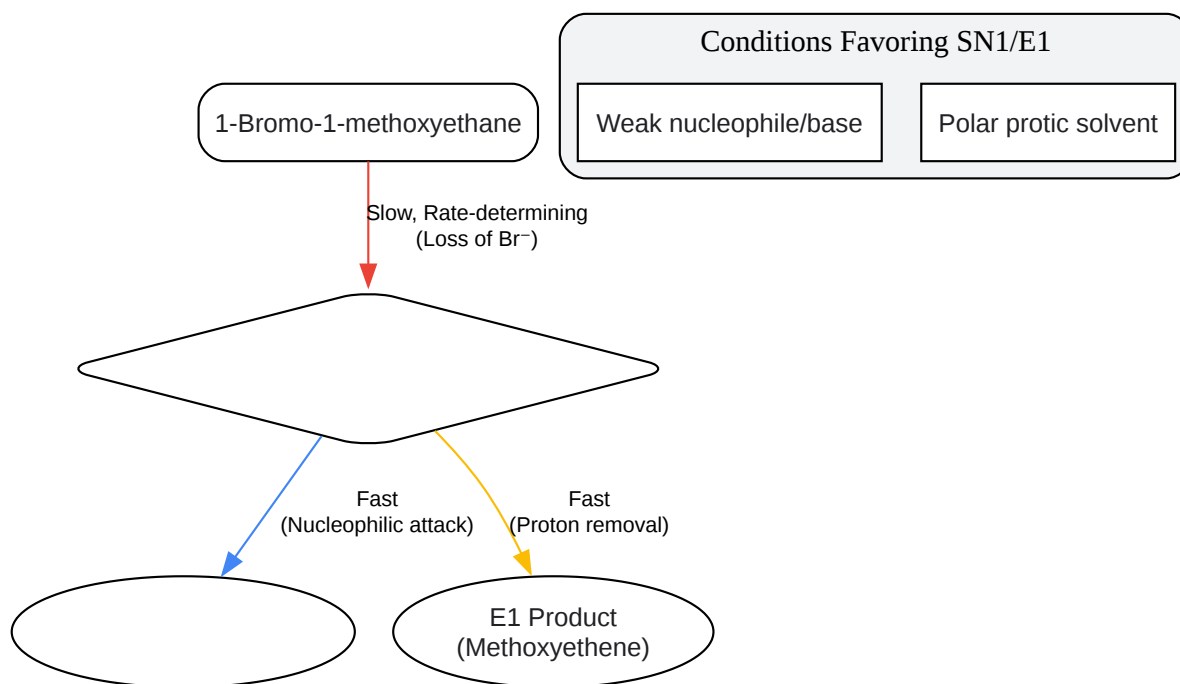 Conditions Favoring SN1/E1
1-Bromo-1-methoxyethane
Weak nucleophile/base
Polar protic solvent
Slow, Rate-determining
(Loss of Br⁻)
Fast
(Nucleophilic attack)
Fast
(Proton removal)
E1 Product
(Methoxyethene)